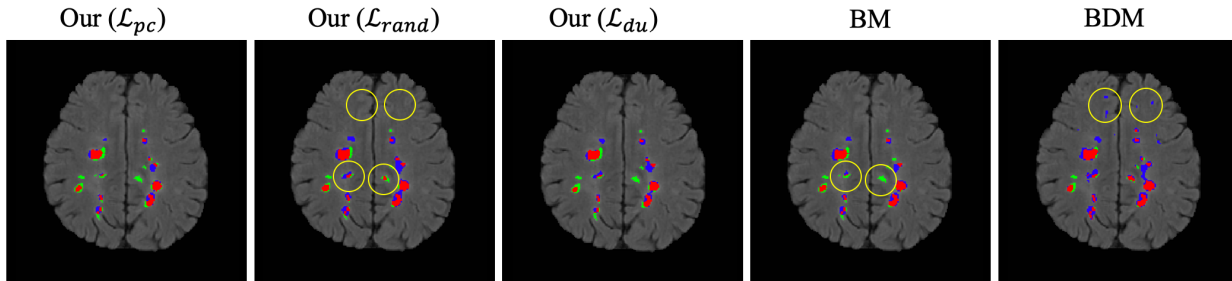 Our (ℒ_pc) Our (ℒ_rand) Our (ℒ_du) BM BDM